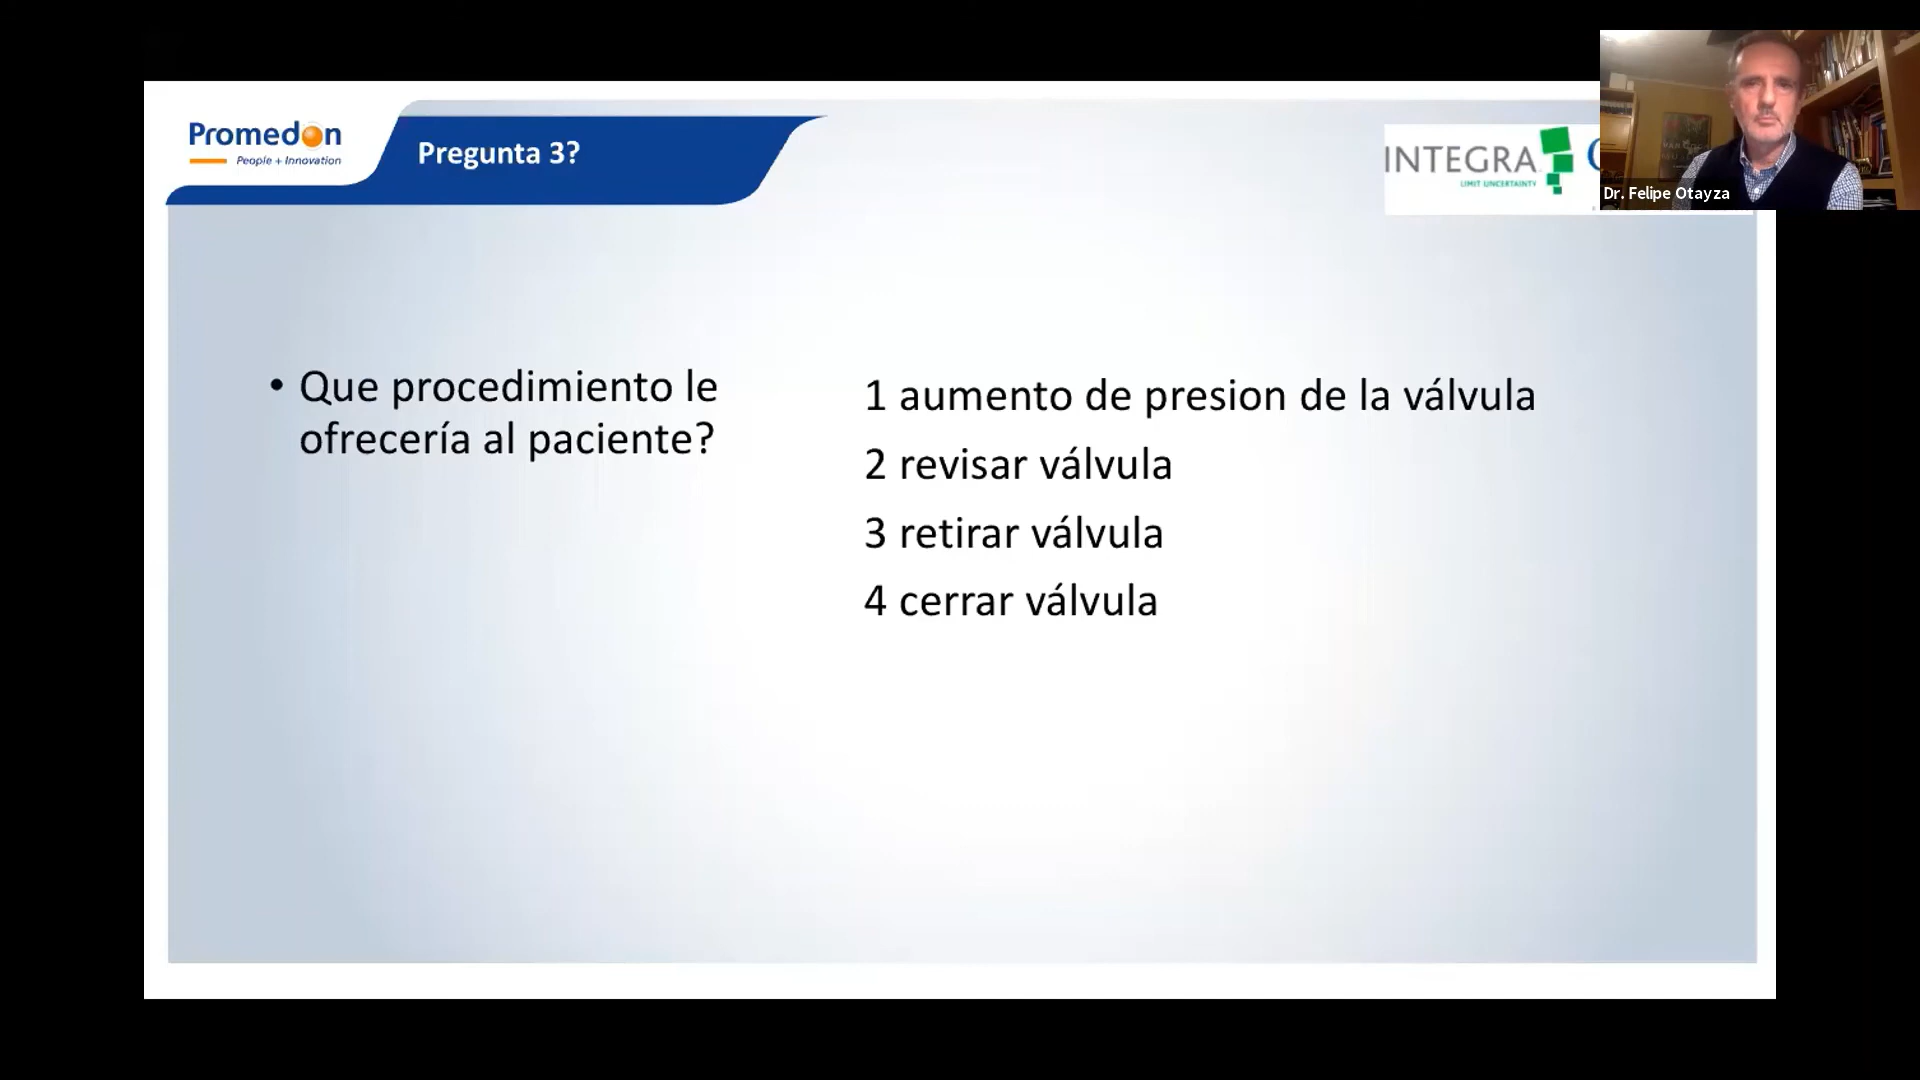 Promedon
People + Innovation
Pregunta 3?
INTEGRA
LIMIT UNCERTAINTY
Dr. Felipe Otayza
• Que procedimiento le
ofrecería al paciente?
1 aumento de presion de la válvula
2 revisar válvula
3 retirar válvula
4 cerrar válvula